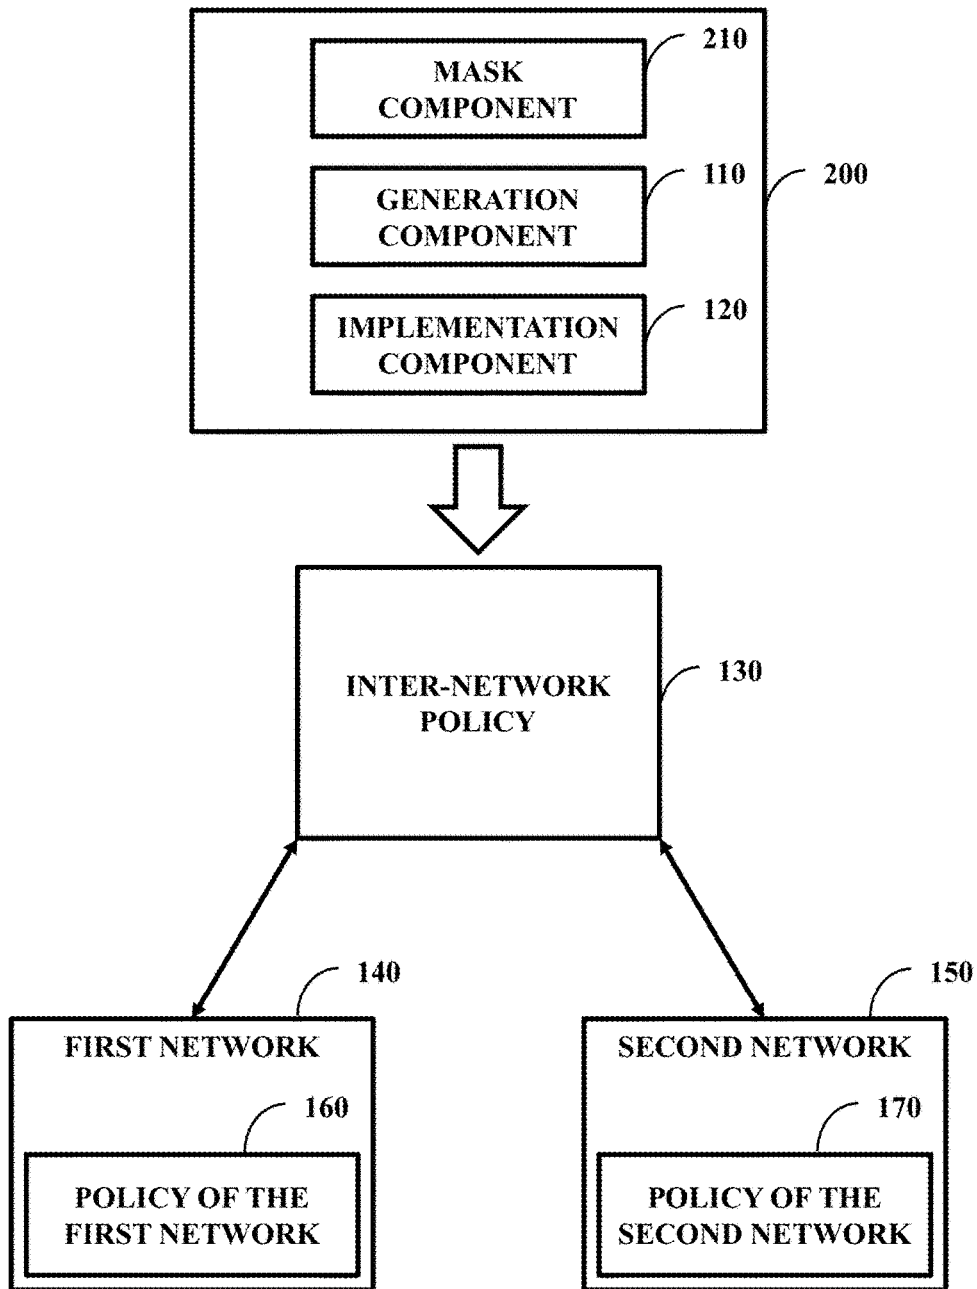 210
MASK
COMPONENT
110
200
GENERATION
COMPONENT
120
IMPLEMENTATION
COMPONENT
130
INTER-NETWORK
POLICY
140
150
FIRST NETWORK
SECOND NETWORK
160
170
POLICY OF THE
FIRST NETWORK
POLICY OF THE
SECOND NETWORK